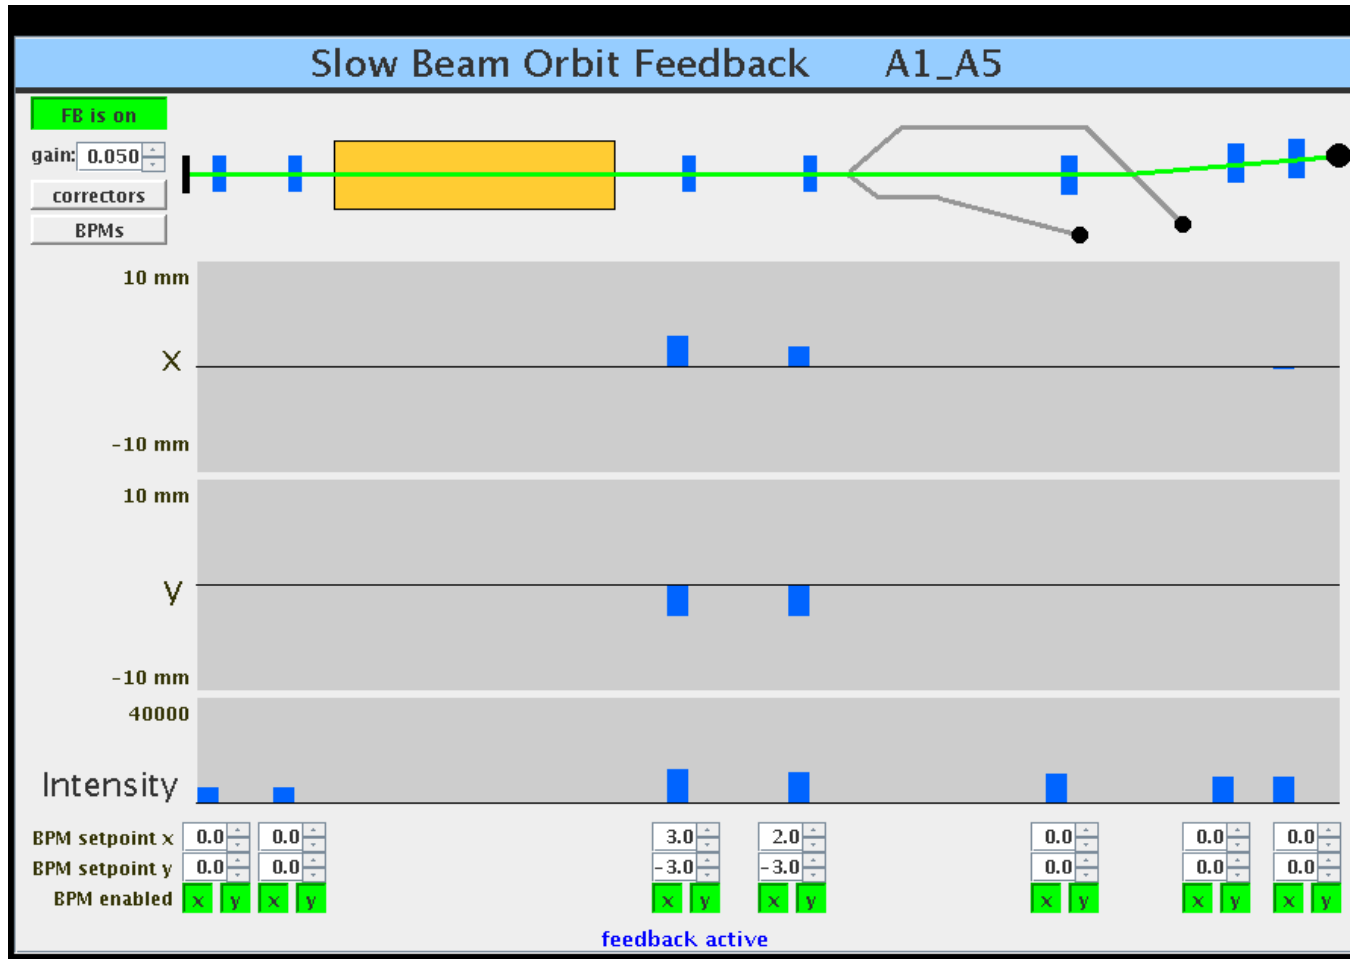 Slow Beam Orbit Feedback A1_A5
FB is on
gain: 0.050
correctors
BPMs
10 mm
X
-10 mm
10 mm
y
-10 mm
40000
Intensity
BPM setpoint x 0.0 0.0 3.0 2.0 0.0 0.0 0.0
BPM setpoint y 0.0 0.0 -3.0 -3.0 0.0 0.0 0.0
BPM enabled x y x y x y x y x y x y x y
feedback active